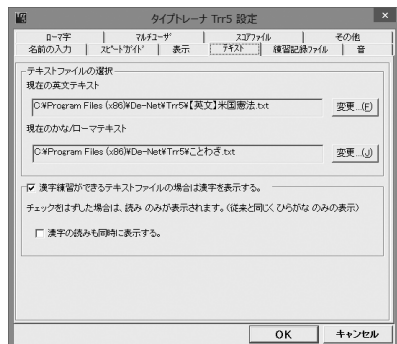 タイプトレーナ Trr5 設定
ローマ字 マルチユーザ スコアファイル その他
名前の入力 スピードガイド 表示 テキスト 練習記録ファイル 音
テキストファイルの選択
現在の英文テキスト
C:¥Program Files (x86)¥De-Net¥Trr5¥【英文】米国憲法.txt 変更...(F)
現在のかな/ローマテキスト
C:¥Program Files (x86)¥De-Net¥Trr5¥ことわざ.txt 変更...(J)
漢字練習ができるテキストファイルの場合は漢字を表示する。
チェックをはずした場合は、読み のみが表示されます。(従来と同じく ひらがな のみの表示)
漢字の読みも同時に表示する。
OK キャンセル